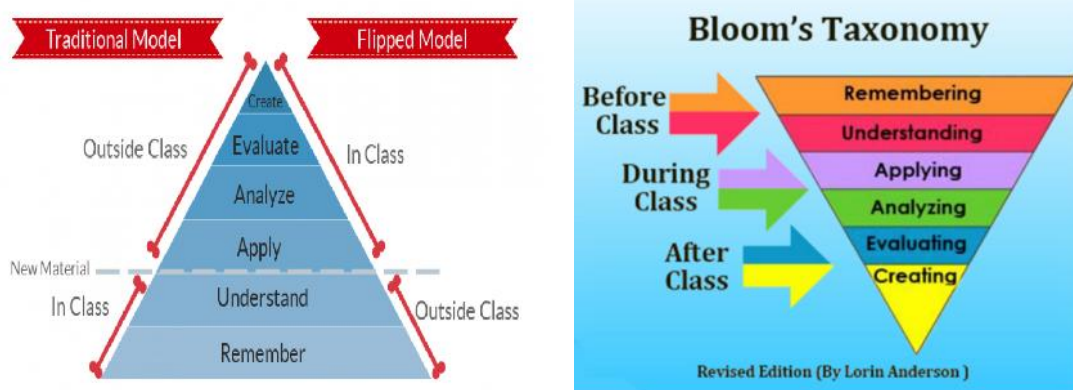 Traditional Model
Flipped Model
Create
Evaluate
Analyze
Apply
Understand
Remember
Outside Class
In Class
New Material
In Class
Outside Class
Bloom's Taxonomy
Before
Class
During
Class
After
Class
Remembering
Understanding
Applying
Analyzing
Evaluating
Creating
Revised Edition (By Lorin Anderson )